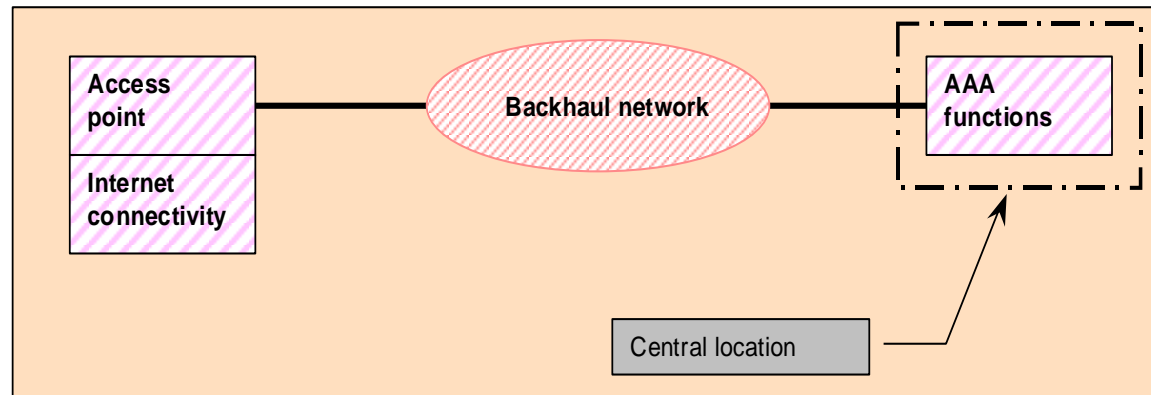 Access
point
Internet
connectivity
Backhaul network
AAA
functions
Central location